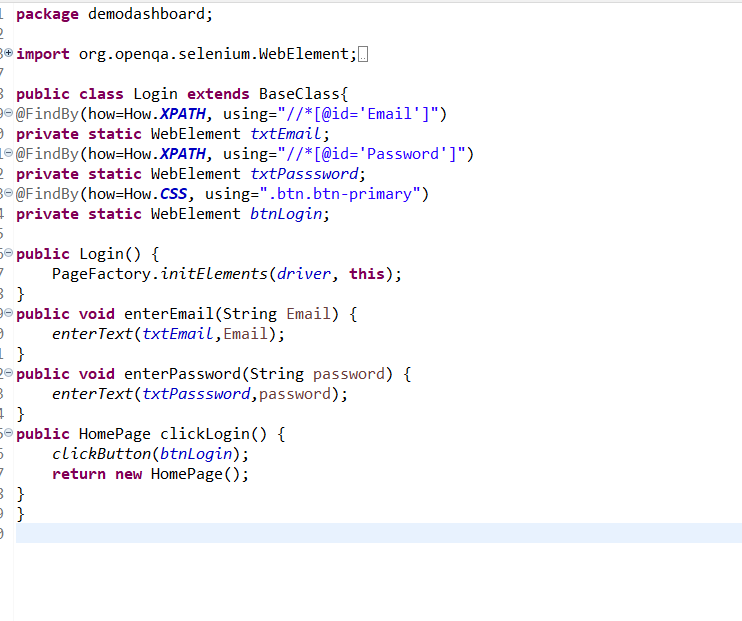 package demodashboard;
import org.openqa.selenium.WebElement;
public class Login extends BaseClass{
@FindBy(how=How.XPATH, using="//*[@id='Email']")
private static WebElement txtEmail;
@FindBy(how=How.XPATH, using="//*[@id='Password']")
private static WebElement txtPasssword;
@FindBy(how=How.CSS, using=".btn.btn-primary")
private static WebElement btnLogin;
public Login() {
PageFactory.initElements(driver, this);
}
public void enterEmail(String Email) {
enterText(txtEmail,Email);
}
public void enterPassword(String password) {
enterText(txtPasssword,password);
}
public HomePage clickLogin() {
clickButton(btnLogin);
return new HomePage();
}
}